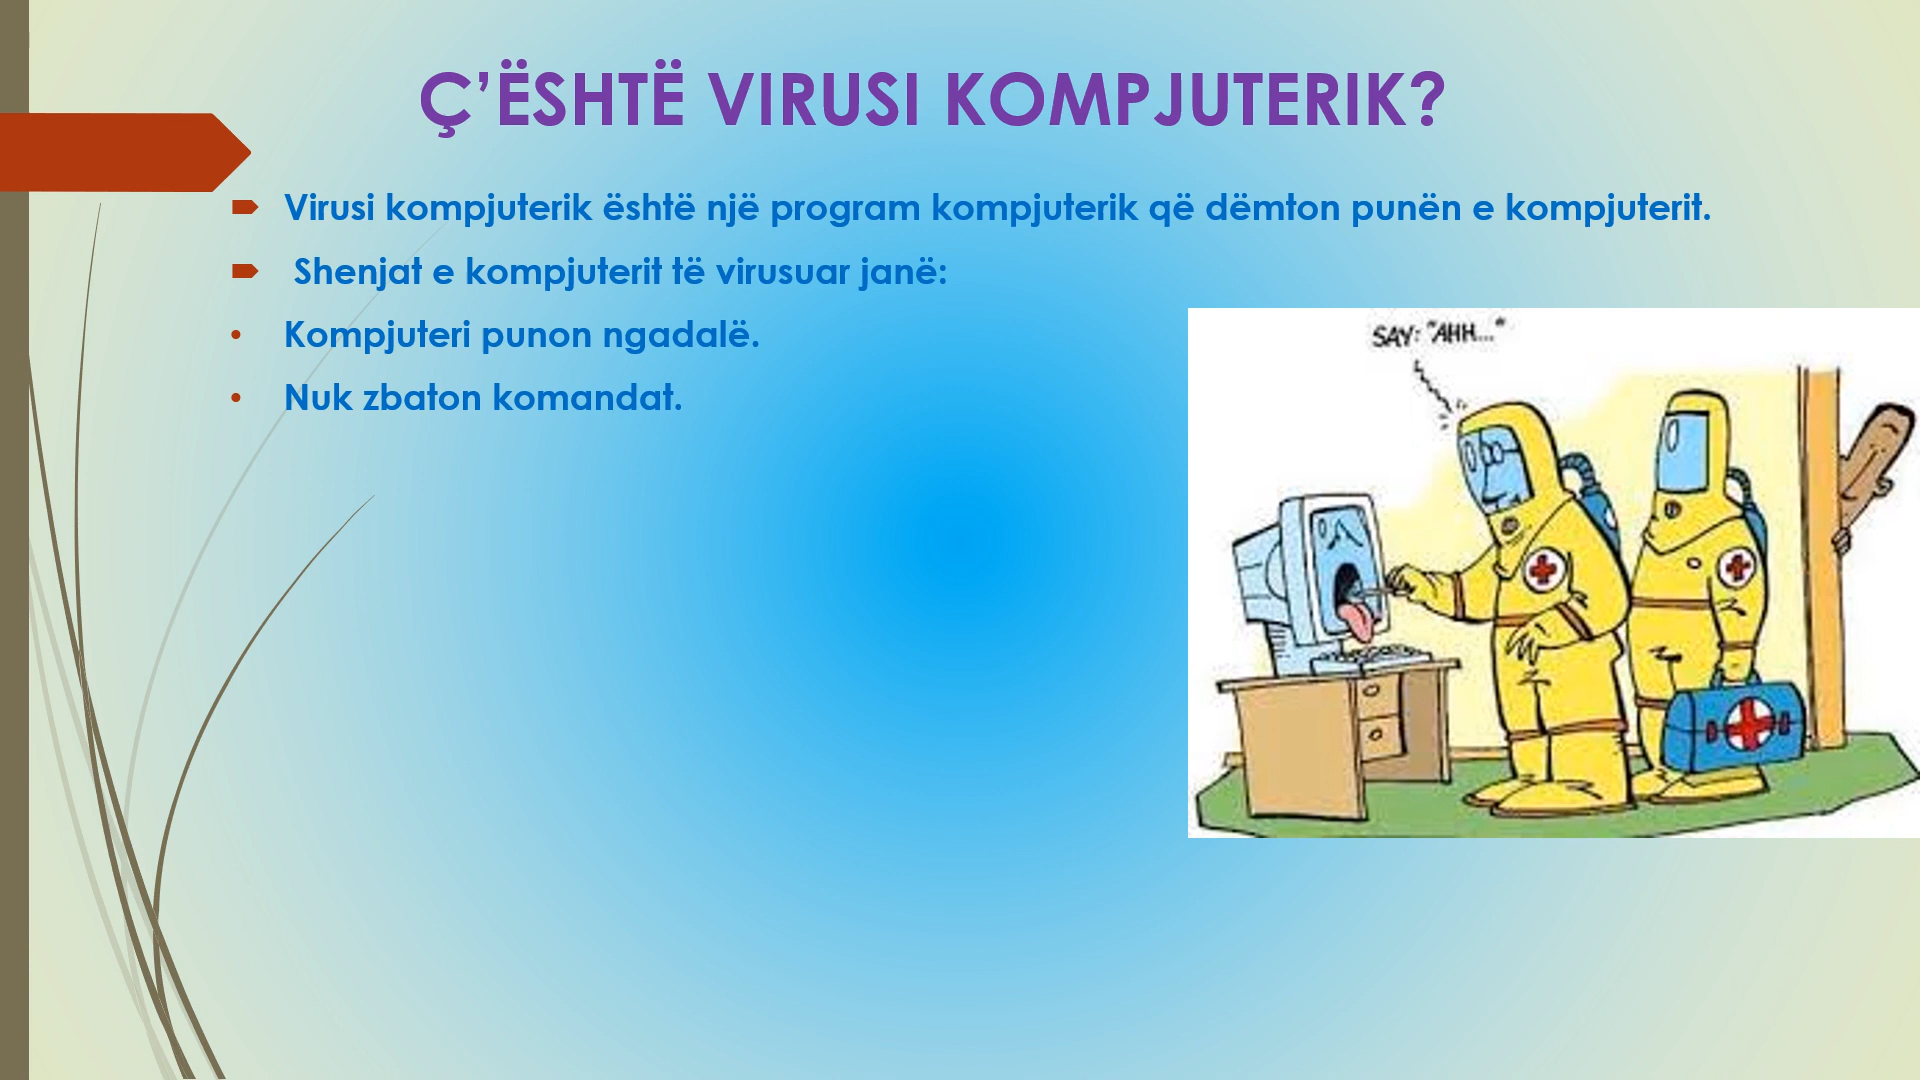 Ç’ËSHTË VIRUSI KOMPJUTERIK?
Virusi kompjuterik është një program kompjuterik që dëmton punën e kompjuterit.
Shenjat e kompjuterit të virusuar janë:
Kompjuteri punon ngadalë.
Nuk zbaton komandat.
SAY: "AHH..."